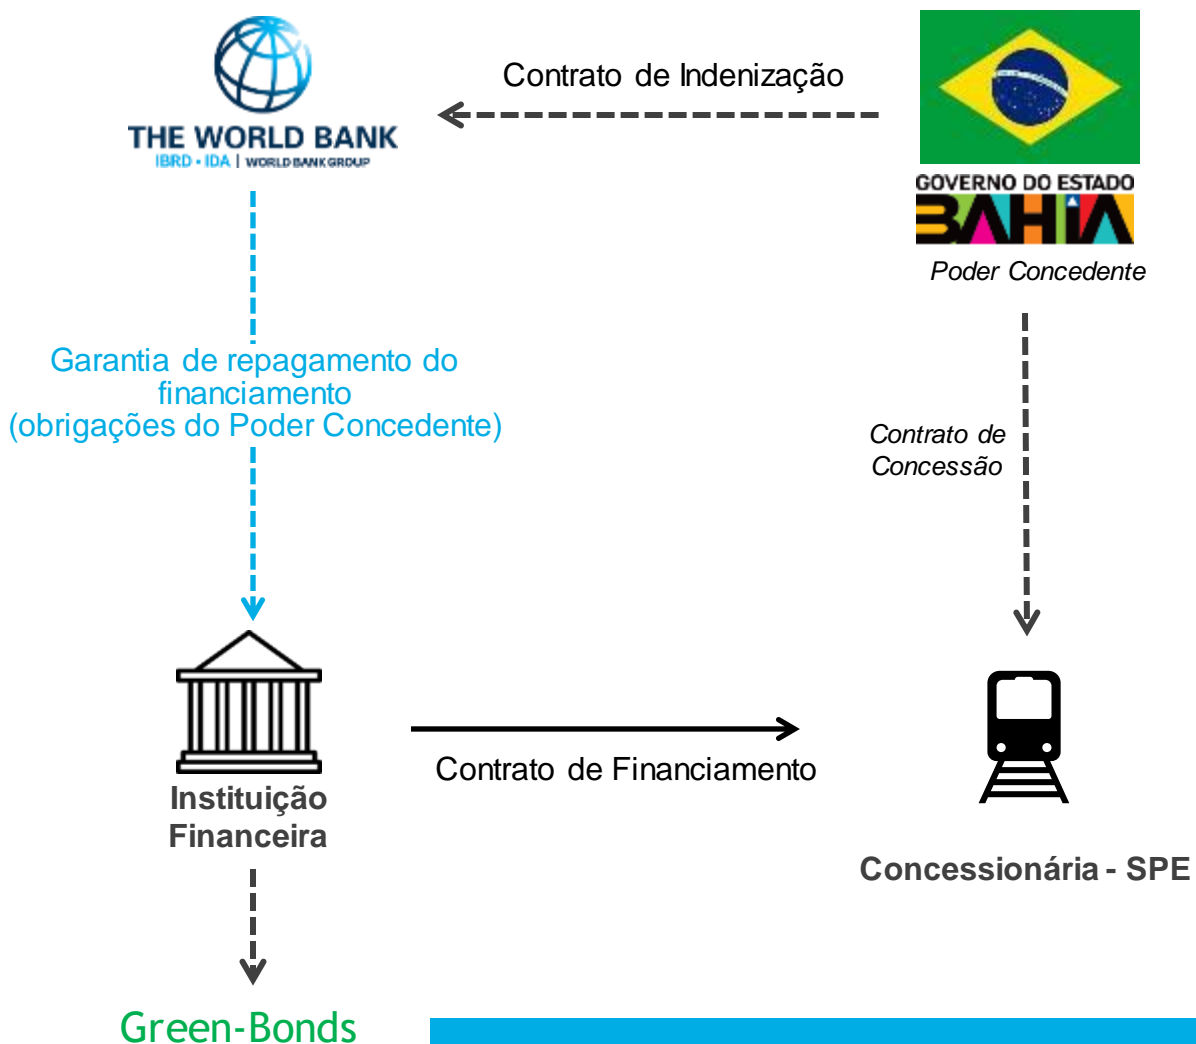 Contrato de Indenização
THE WORLD BANK
IBRD • IDA | WORLD BANK GROUP
GOVERNO DO ESTADO
BAHIA
Poder Concedente
Garantia de repagamento do
financiamento
(obrigações do Poder Concedente)
Contrato de
Concessão
Contrato de Financiamento
Instituição
Financeira
Concessionária - SPE
Green-Bonds